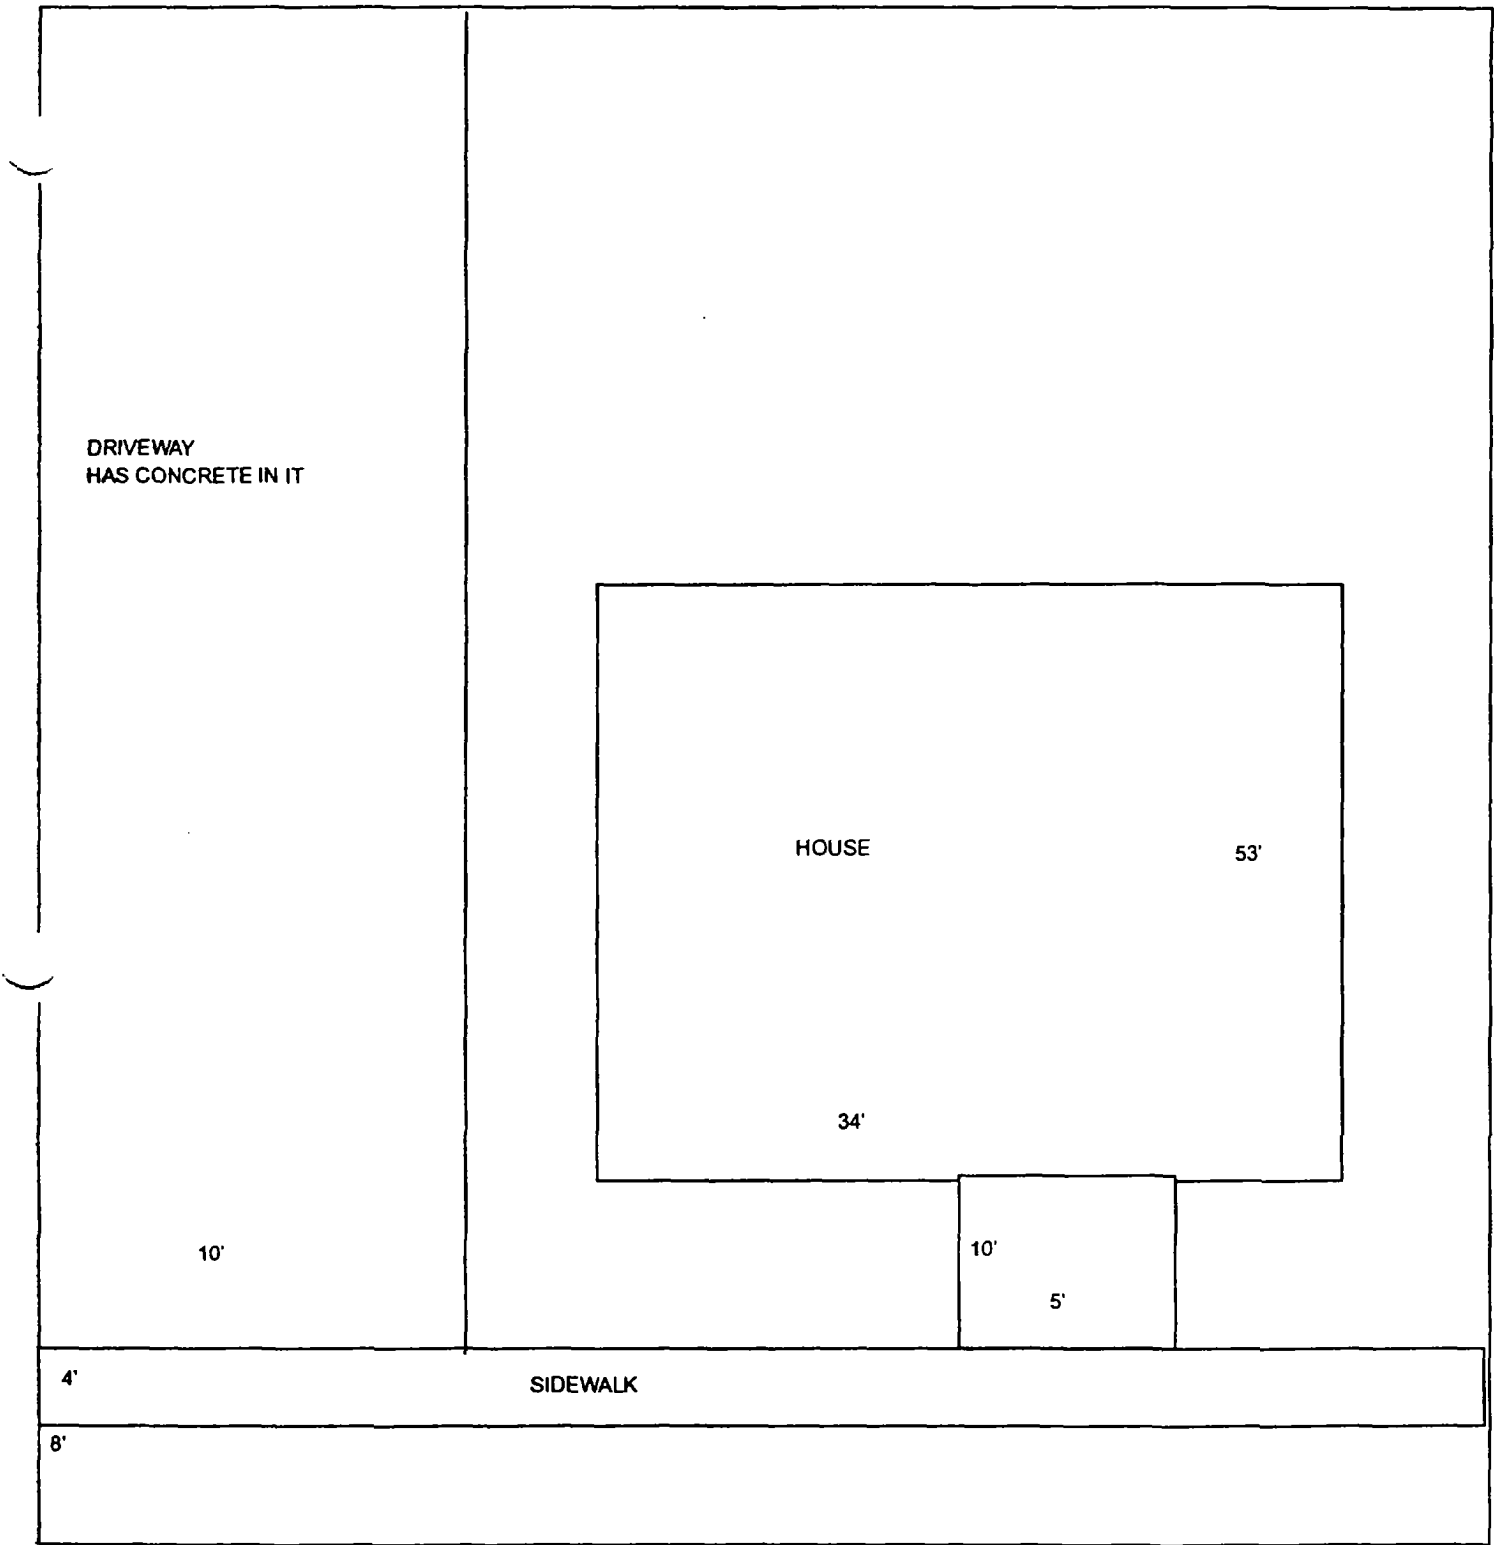 DRIVEWAY
HAS CONCRETE IN IT
HOUSE
53'
34'
10'
10'
5'
4'
SIDEWALK
8'